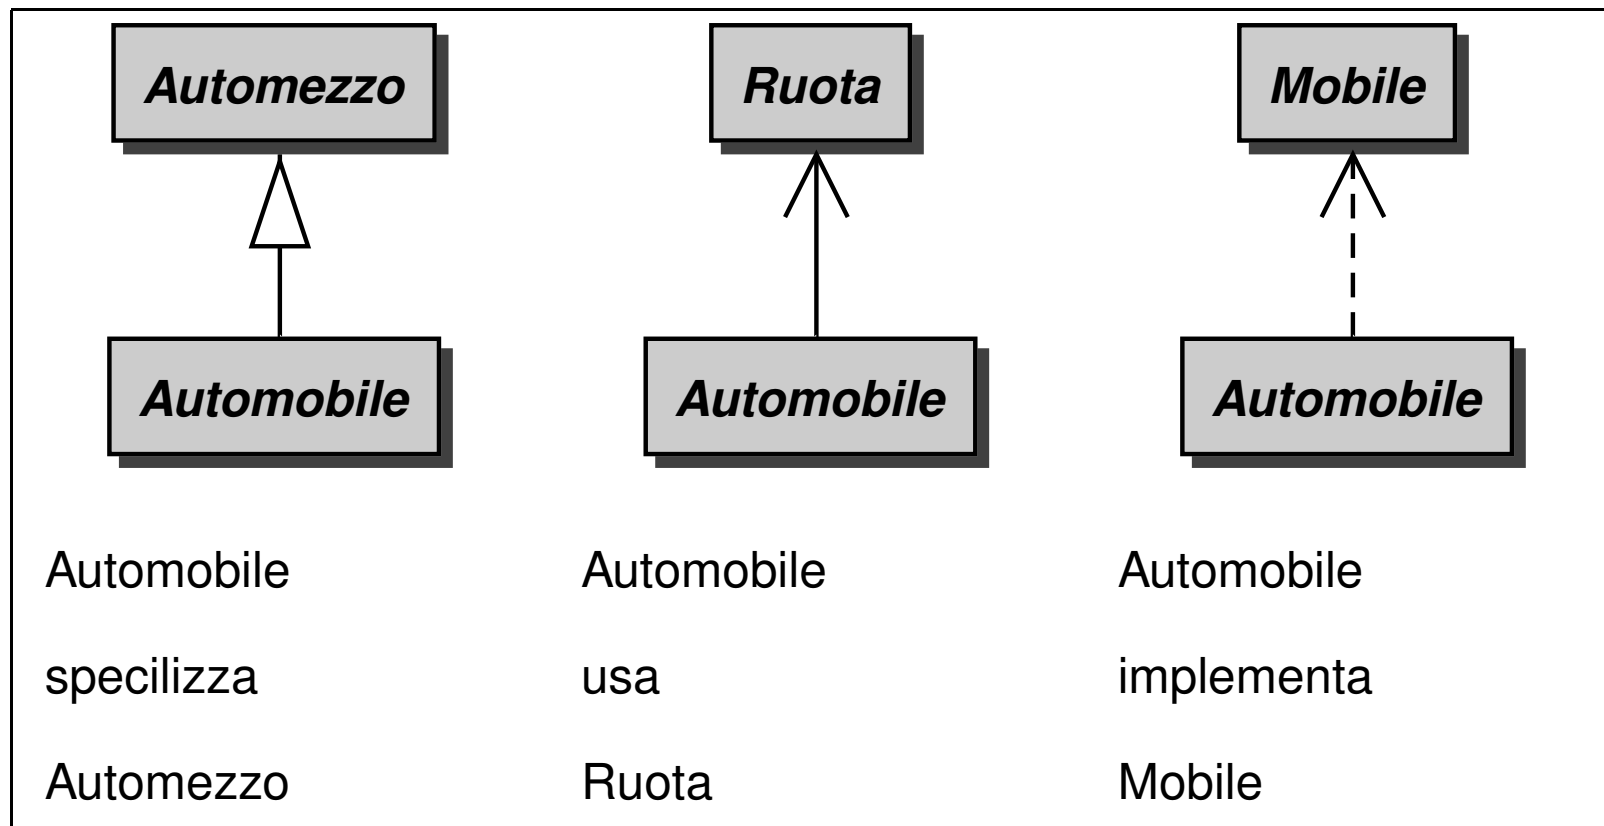 Automezzo
Ruota
Mobile
Automobile
Automobile
Automobile
Automobile
specilizza
Automezzo
Automobile
usa
Ruota
Automobile
implementa
Mobile